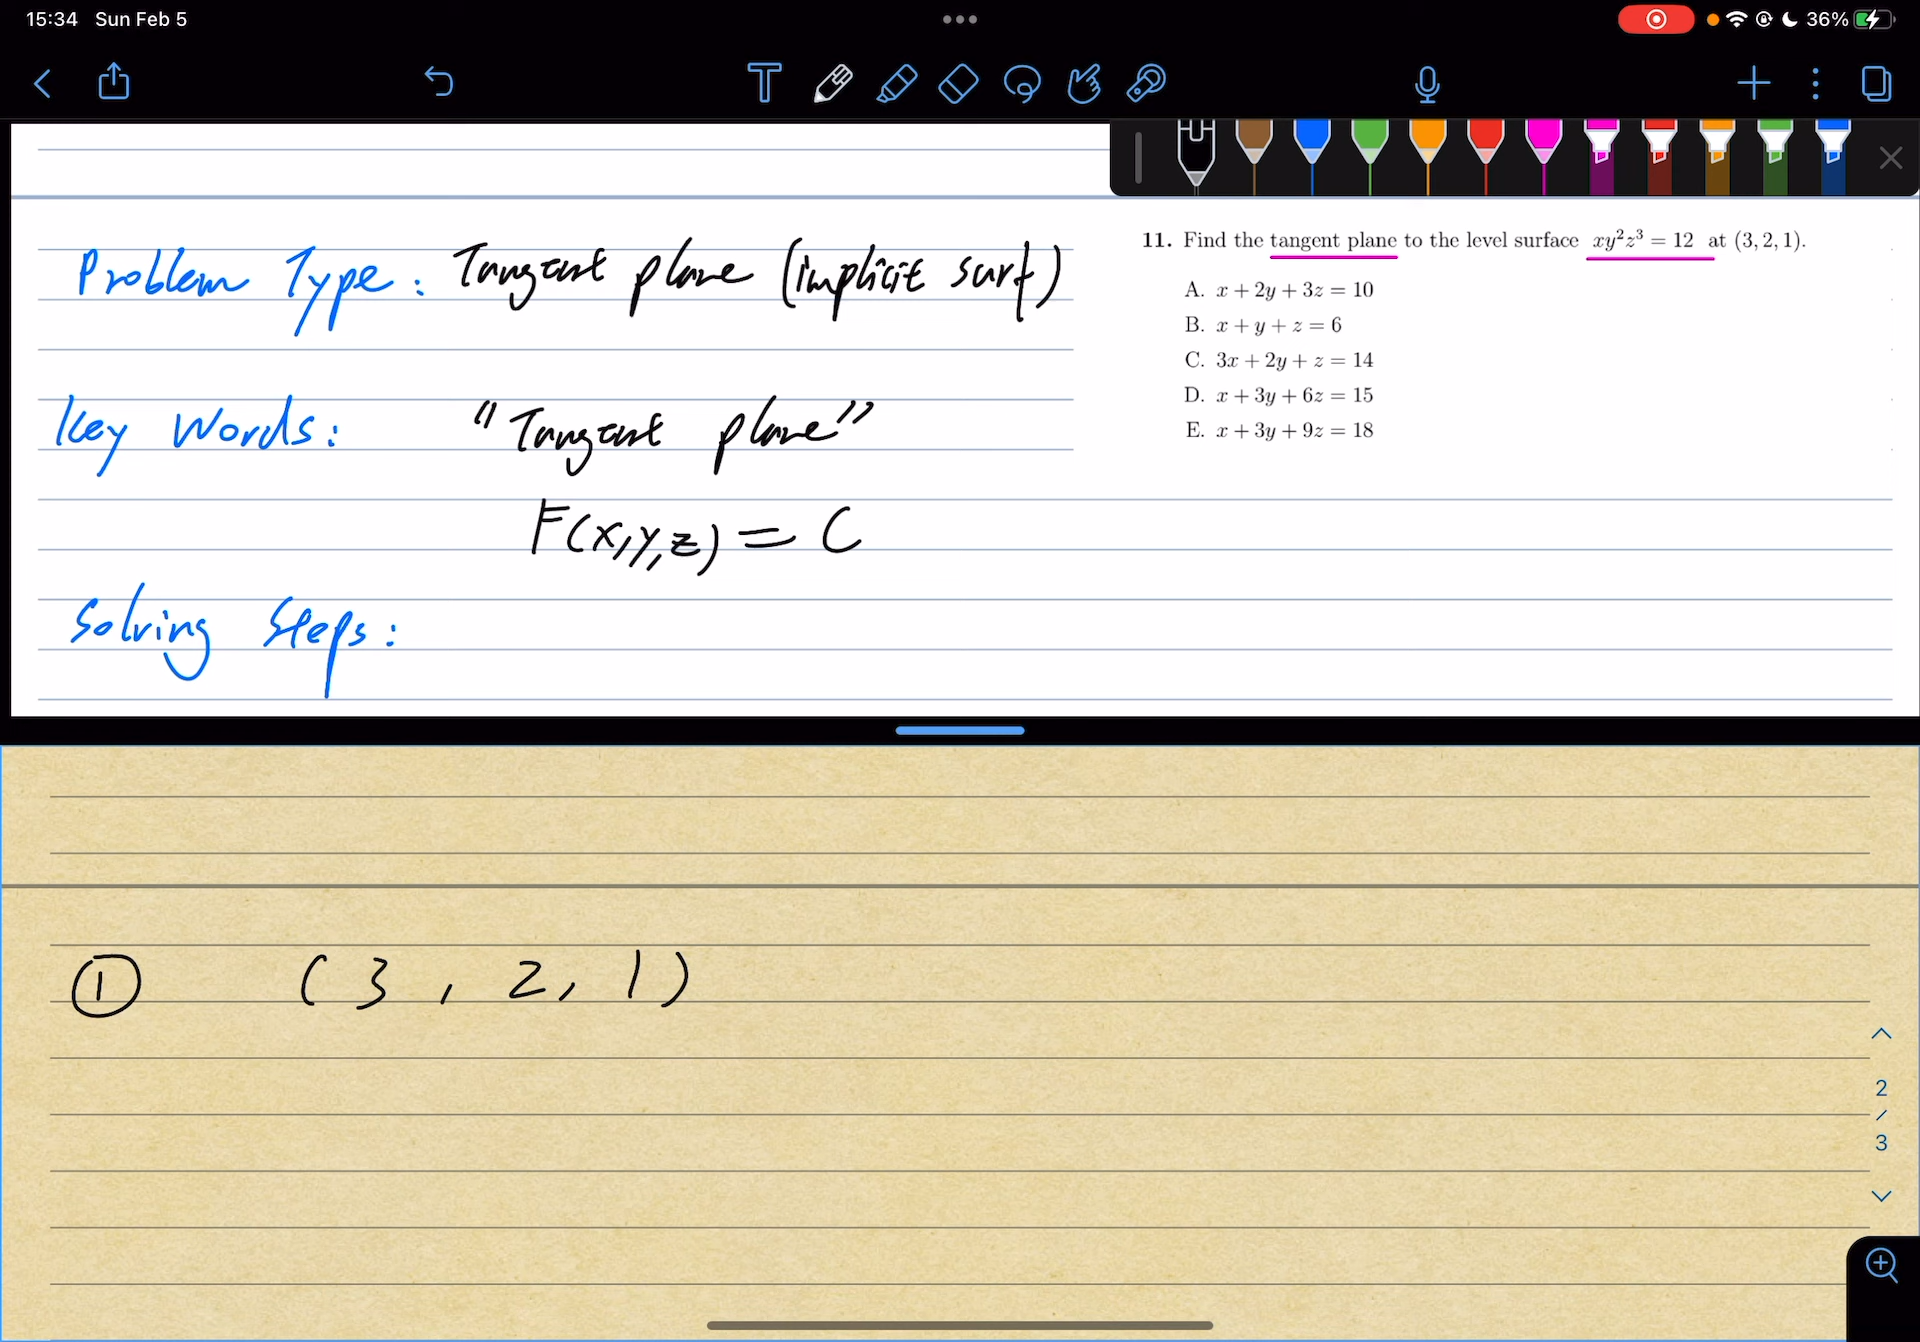 15:34 Sun Feb 5
36%
Problem Type: Tangent plane (implicit surf)
11. Find the tangent plane to the level surface xy²z³ = 12 at (3, 2, 1).
A. x + 2y + 3z = 10
B. x + y + z = 6
C. 3x + 2y + z = 14
D. x + 3y + 6z = 15
E. x + 3y + 9z = 18
Key Words: "Tangent plane"
F(x,y,z) = C
Solving Steps:
① (3, 2, 1)
2
/
3